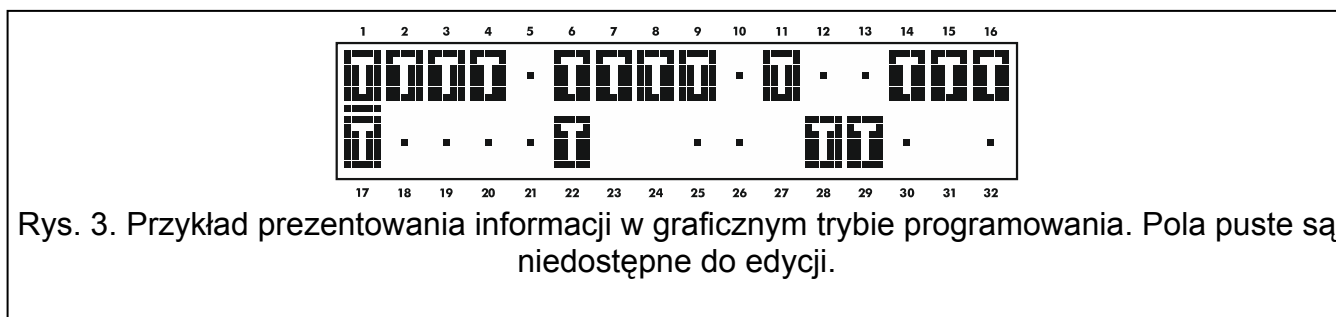 1 2 3 4 5 6 7 8 9 10 11 12 13 14 15 16
17 18 19 20 21 22 23 24 25 26 27 28 29 30 31 32
Rys. 3. Przykład prezentowania informacji w graficznym trybie programowania. Pola puste są
niedostępne do edycji.